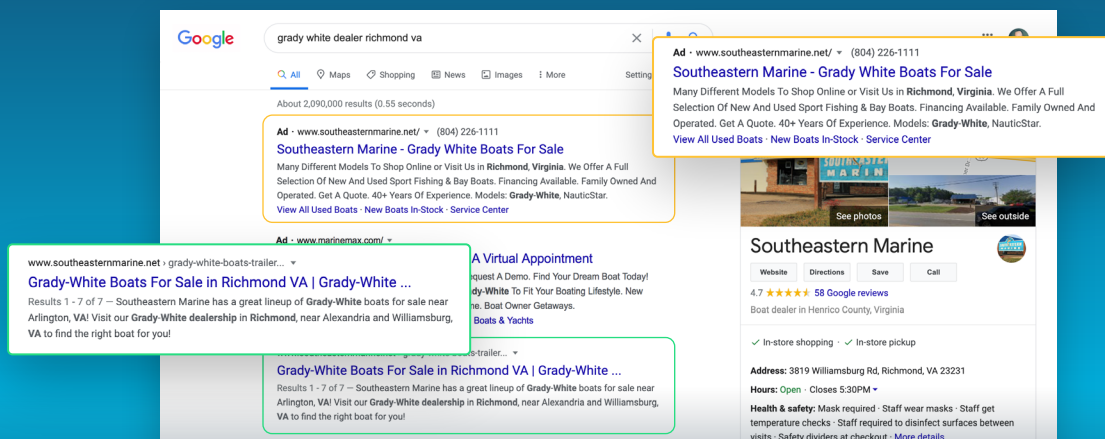 Google
grady white dealer richmond va
All
Maps
Shopping
News
Images
More
Setting
About 2,090,000 results (0.55 seconds)
Ad · www.southeasternmarine.net/ (804) 226-1111
Southeastern Marine - Grady White Boats For Sale
Many Different Models To Shop Online or Visit Us in Richmond, Virginia. We Offer A Full
Selection Of New And Used Sport Fishing & Bay Boats. Financing Available. Family Owned And
Operated. Get A Quote. 40+ Years Of Experience. Models: Grady-White, NauticStar.
View All Used Boats · New Boats In-Stock · Service Center
Ad · www.southeasternmarine.net/ (804) 226-1111
Southeastern Marine - Grady White Boats For Sale
Many Different Models To Shop Online or Visit Us in Richmond, Virginia. We Offer A Full
Selection Of New And Used Sport Fishing & Bay Boats. Financing Available. Family Owned And
Operated. Get A Quote. 40+ Years Of Experience. Models: Grady-White, NauticStar.
View All Used Boats · New Boats In-Stock · Service Center
Ad · www.marinemax.com/
A Virtual Appointment
quest A Demo. Find Your Dream Boat Today!
dy-White To Fit Your Boating Lifestyle. New
e. Boat Owner Getaways.
Boats & Yachts
www.southeasternmarine.net › grady-white-boats-trailer...
Grady-White Boats For Sale in Richmond VA | Grady-White ...
Results 1 - 7 of 7 — Southeastern Marine has a great lineup of Grady-White boats for sale near
Arlington, VA! Visit our Grady-White dealership in Richmond, near Alexandria and Williamsburg,
VA to find the right boat for you!
s-trailer...
Grady-White Boats For Sale in Richmond VA | Grady-White ...
Results 1 - 7 of 7 — Southeastern Marine has a great lineup of Grady-White boats for sale near
Arlington, VA! Visit our Grady-White dealership in Richmond, near Alexandria and Williamsburg,
VA to find the right boat for you!
MARIN
See photos
See outside
Southeastern Marine
Website
Directions
Save
Call
4.7 58 Google reviews
Boat dealer in Henrico County, Virginia
In-store shopping · In-store pickup
Address: 3819 Williamsburg Rd, Richmond, VA 23231
Hours: Open · Closes 5:30PM
Health & safety: Mask required · Staff wear masks · Staff get
temperature checks · Staff required to disinfect surfaces between
visits · Safety dividers at checkout · More details